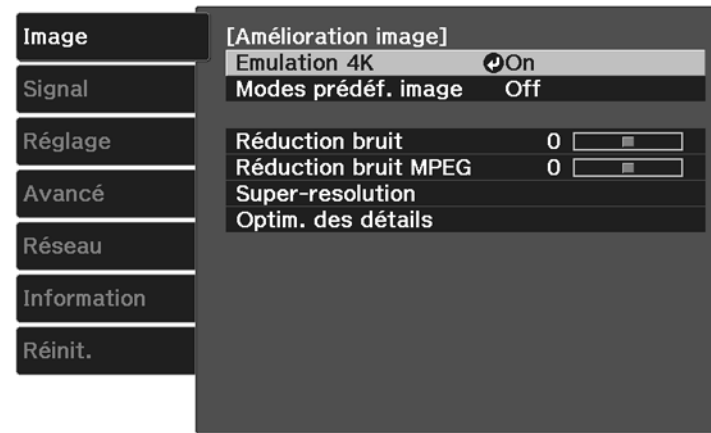 Image
Signal
Réglage
Avancé
Réseau
Information
Réinit.
[Amélioration image]
Emulation 4K On
Modes prédéf. image Off
Réduction bruit 0
Réduction bruit MPEG 0
Super-resolution
Optim. des détails